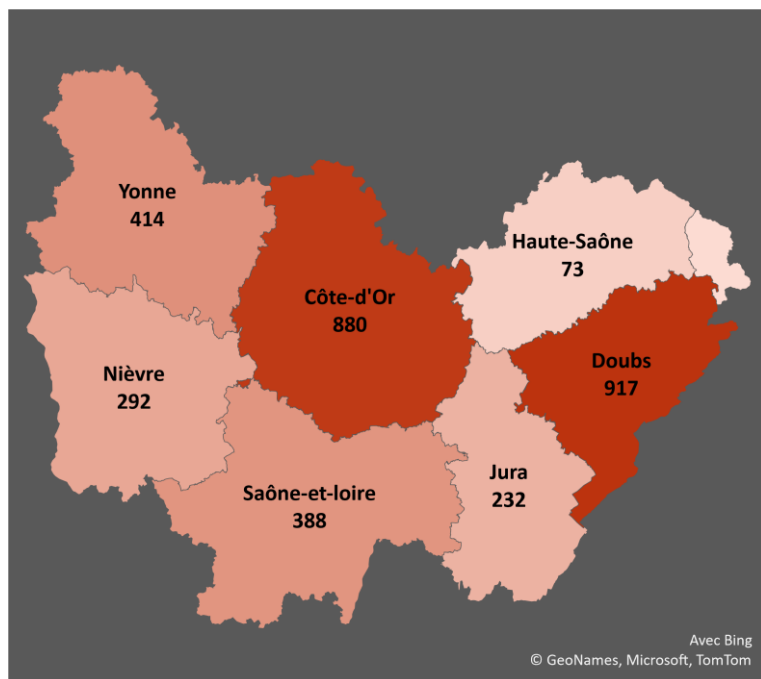 Yonne
414
Haute-Saône
73
Côte-d'Or
880
Doubs
917
Nièvre
292
Jura
232
Saône-et-loire
388
Avec Bing
© GeoNames, Microsoft, TomTom